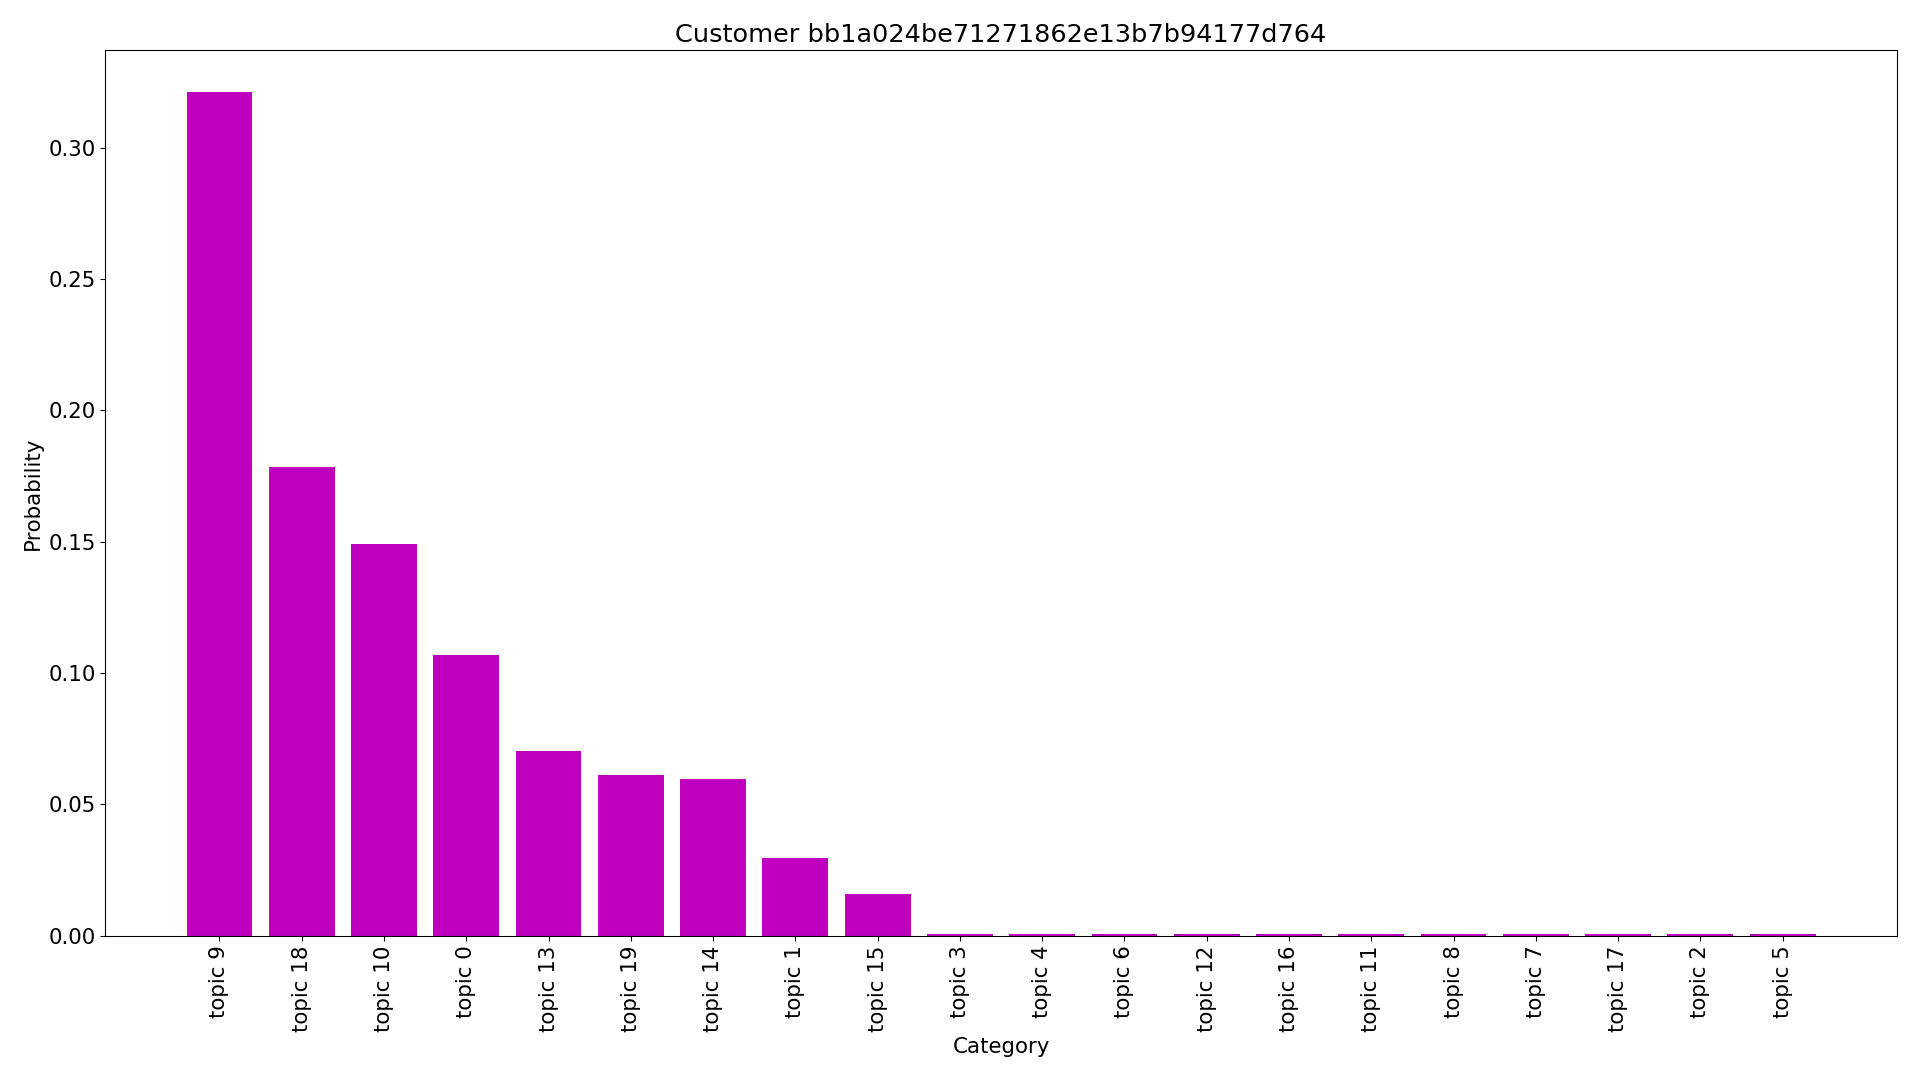 Customer bb1a024be71271862e13b7b94177d764
Probability
0.30
0.25
0.20
0.15
0.10
0.05
0.00
topic 9
topic 18
topic 10
topic 0
topic 13
topic 19
topic 14
topic 1
topic 15
topic 3
topic 4
topic 6
topic 12
topic 16
topic 11
topic 8
topic 7
topic 17
topic 2
topic 5
Category